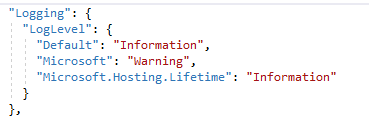 "Logging": {
"LogLevel": {
"Default": "Information",
"Microsoft": "Warning",
"Microsoft.Hosting.Lifetime": "Information"
}
},